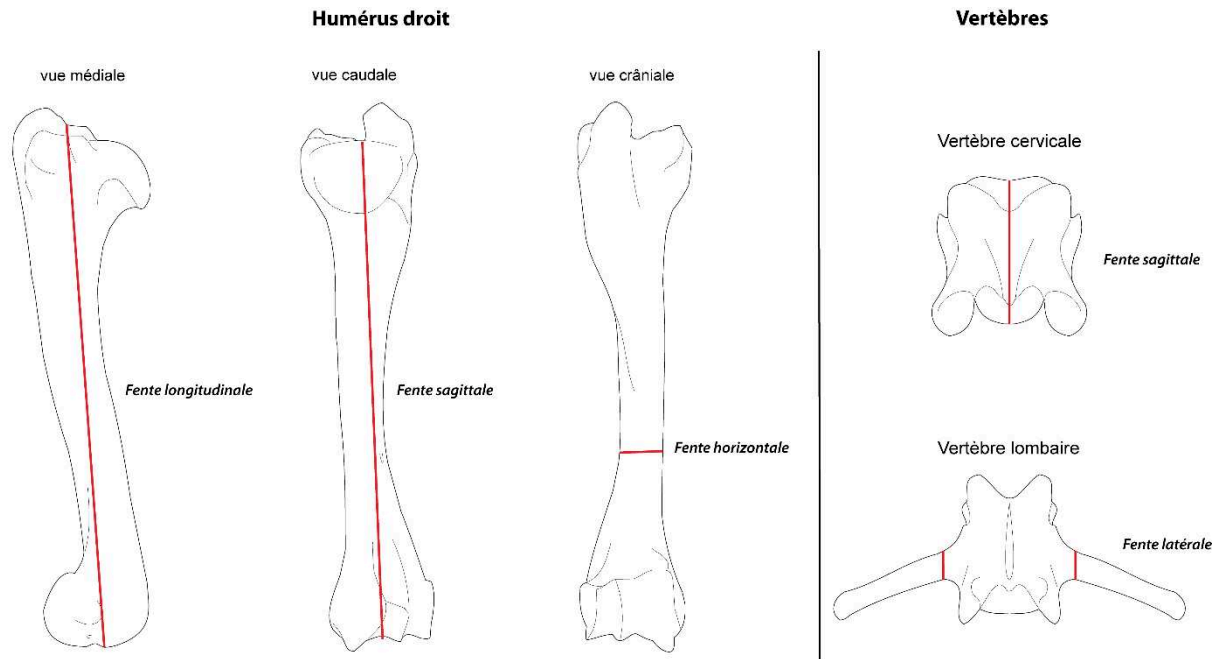 Humérus droit
Vertèbres
vue médiale
vue caudale
vue crâniale
Vertèbre cervicale
Fente sagittale
Fente longitudinale
Fente sagittale
Fente horizontale
Vertèbre lombaire
Fente latérale